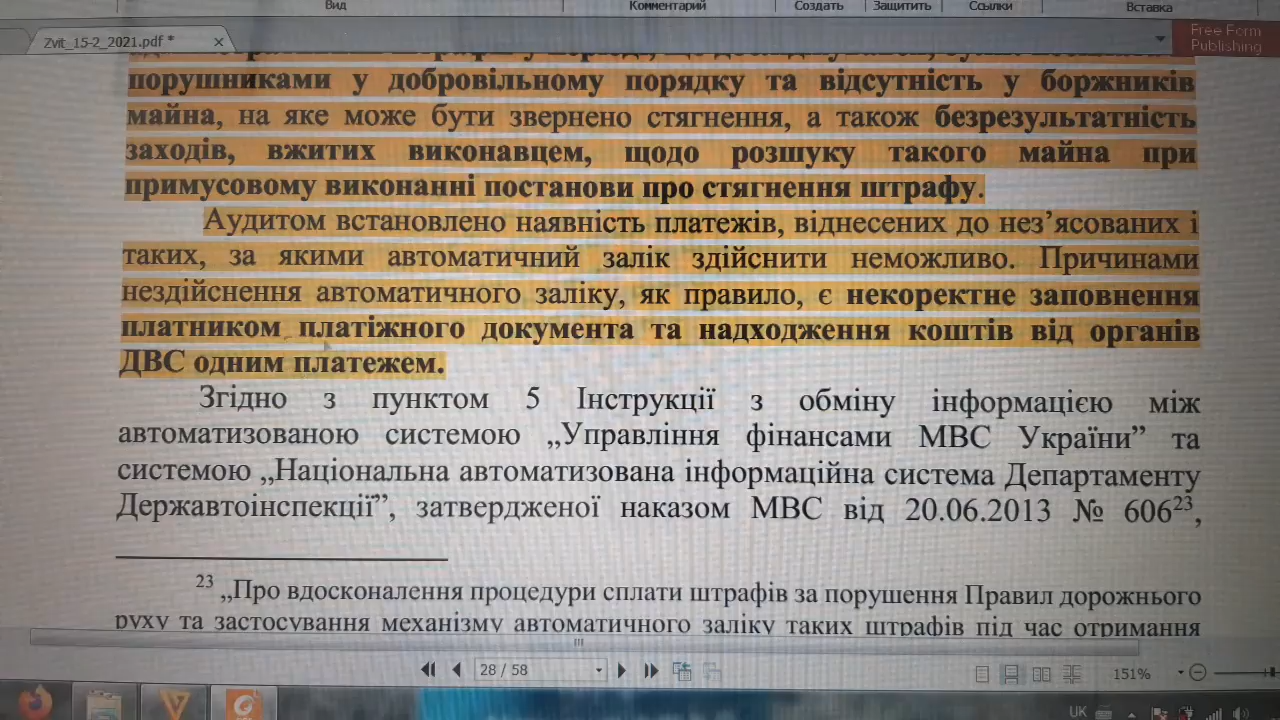 Вид Комментарий Создать Защитить Ссылки Вставка
Zvit_15-2_2021.pdf * Free Form
Publishing
порушниками у добровільному порядку та відсутність у боржників
майна, на яке може бути звернено стягнення, а також безрезультатність
заходів, вжитих виконавцем, щодо розшуку такого майна при
примусовому виконанні постанови про стягнення штрафу.
Аудитом встановлено наявність платежів, віднесених до нез’ясованих і
таких, за якими автоматичний залік здійснити неможливо. Причинами
нездійснення автоматичного заліку, як правило, є некоректне заповнення
платником платіжного документа та надходження коштів від органів
ДВС одним платежем.
Згідно з пунктом 5 Інструкції з обміну інформацією між
автоматизованою системою „Управління фінансами МВС України” та
системою „Національна автоматизована інформаційна система Департаменту
Державтоінспекції”, затвердженої наказом МВС від 20.06.2013 № 606²³,
²³ „Про вдосконалення процедури сплати штрафів за порушення Правил дорожнього
руху та застосування механізму автоматичного заліку таких штрафів під час отримання
28 / 58 151%
UK